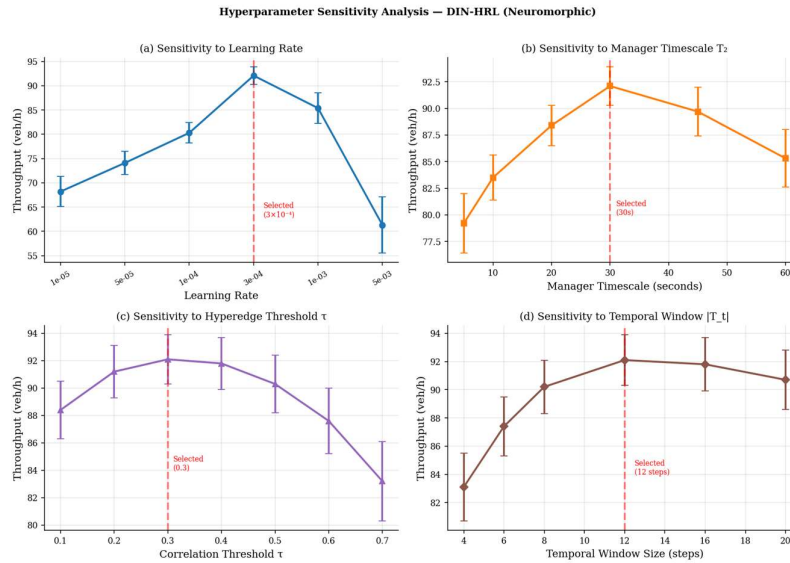 Hyperparameter Sensitivity Analysis — DIN-HRL (Neuromorphic)
(a) Sensitivity to Learning Rate
Throughput (veh/h)
95
90
85
80
75
70
65
60
55
Selected
(3×10⁻⁴)
1e-05
5e-05
1e-04
3e-04
1e-03
5e-03
Learning Rate
(b) Sensitivity to Manager Timescale T₂
Throughput (veh/h)
92.5
90.0
87.5
85.0
82.5
80.0
77.5
Selected
(30s)
10
20
30
40
50
60
Manager Timescale (seconds)
(c) Sensitivity to Hyperedge Threshold τ
Throughput (veh/h)
94
92
90
88
86
84
82
80
Selected
(0.3)
0.1
0.2
0.3
0.4
0.5
0.6
0.7
Correlation Threshold τ
(d) Sensitivity to Temporal Window |T_t|
Throughput (veh/h)
94
92
90
88
86
84
82
Selected
(12 steps)
4
6
8
10
12
14
16
18
20
Temporal Window Size (steps)